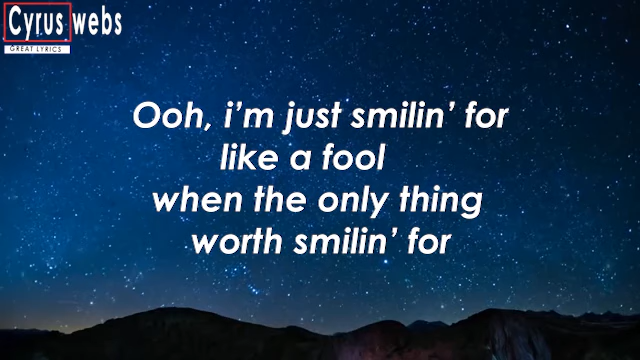 Cyrus webs
GREAT LYRICS
Ooh, i'm just smilin' for
like a fool
when the only thing
worth smilin' for